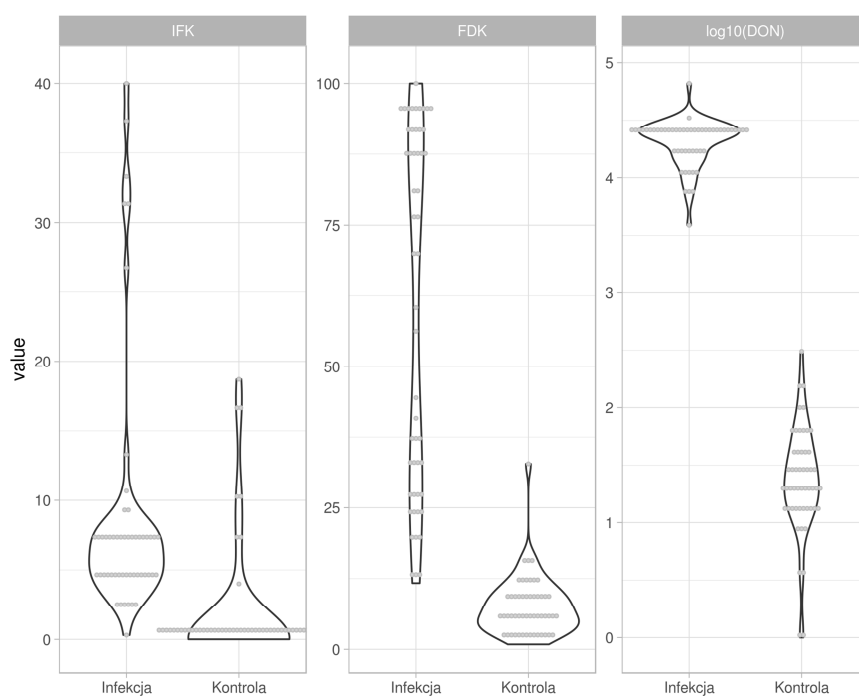 IFK
FDK
log10(DON)
value
40
30
20
10
0
100
75
50
25
0
5
4
3
2
1
0
Infekcja Kontrola
Infekcja Kontrola
Infekcja Kontrola